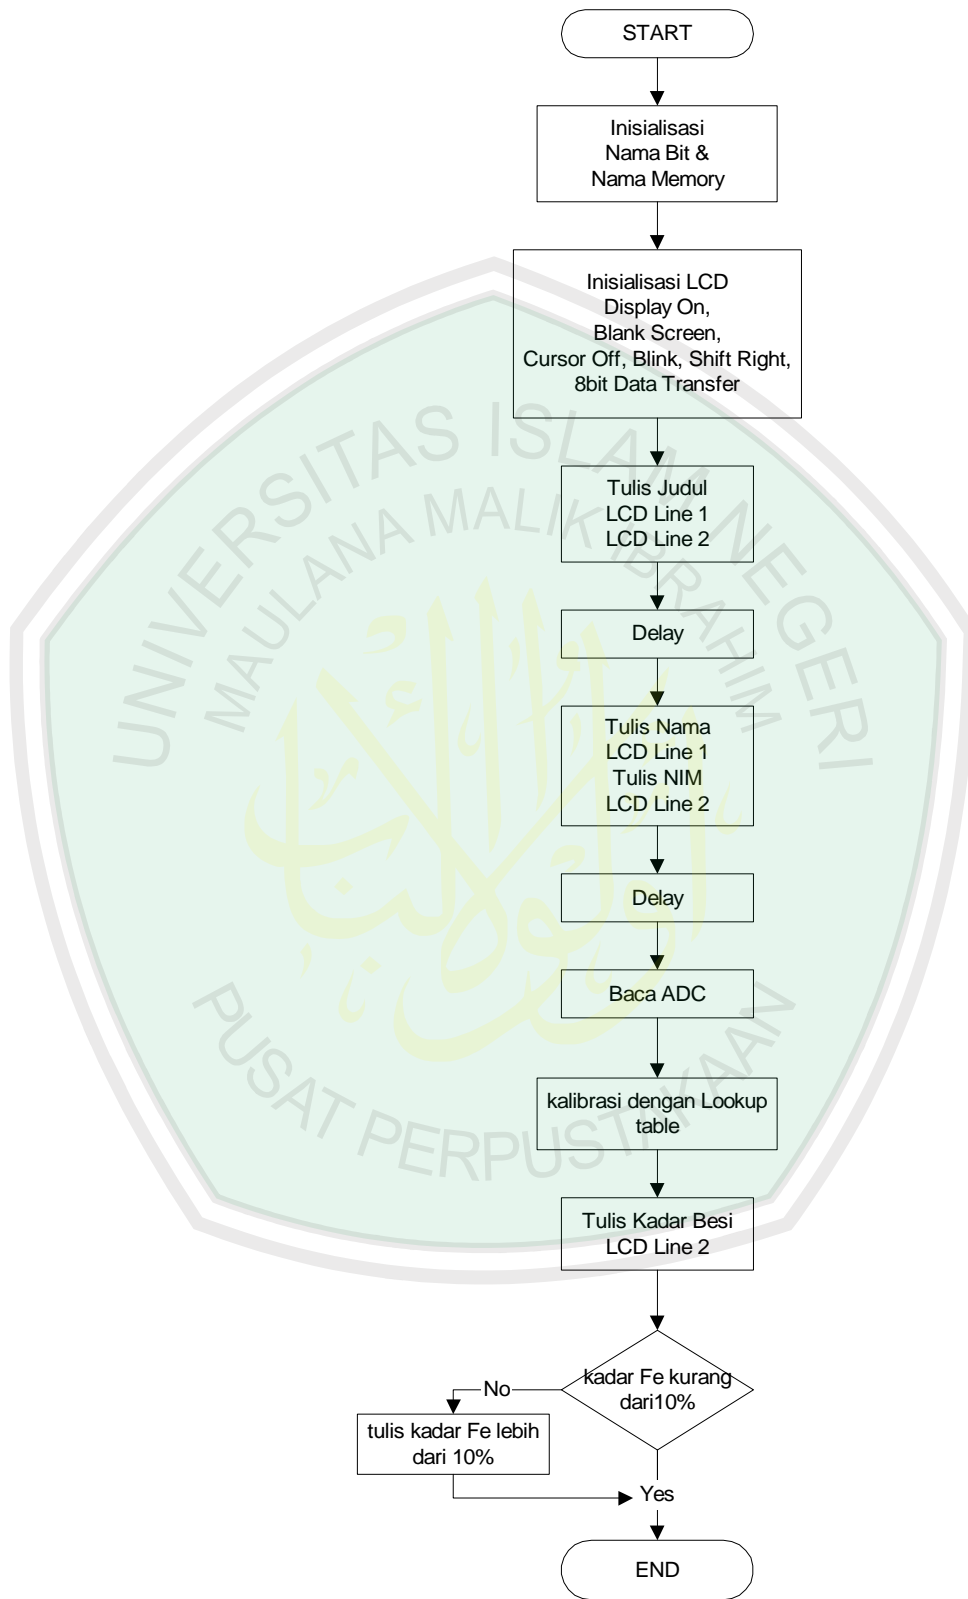 START
Inisialisasi
Nama Bit &
Nama Memory
Inisialisasi LCD
Display On,
Blank Screen,
Cursor Off, Blink, Shift Right,
8bit Data Transfer
UNIVERSITAS ISLAM NEGERI
MAULANA MALIK IBRAHIM
Tulis Judul
LCD Line 1
LCD Line 2
Delay
Tulis Nama
LCD Line 1
Tulis NIM
LCD Line 2
Delay
Baca ADC
kalibrasi dengan Lookup
table
PUSAT PERPUSTAKAAN
Tulis Kadar Besi
LCD Line 2
kadar Fe kurang
dari10%
No
tulis kadar Fe lebih
dari 10%
Yes
END